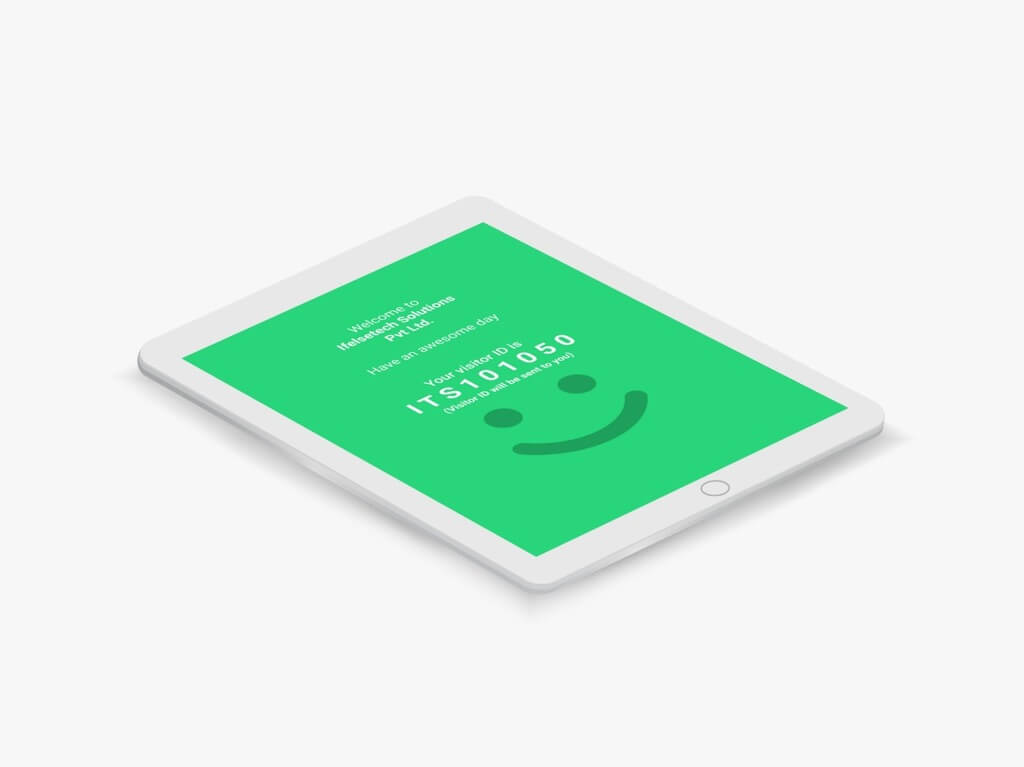 Welcome to
Ifelsetech Solutions
Pvt Ltd.
Have an awesome day
Your visitor ID is
ITS101050
(Visitor ID will be sent to you)